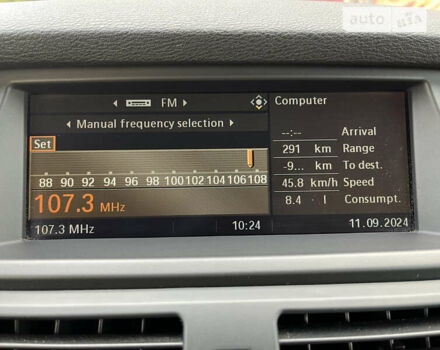 auto RIA
FM
Computer
Manual frequency selection
--:-- Arrival
Set
291 km Range
-9... km To dest.
88 90 92 94 96 98 100 102 104 106 108
45.8 km/h Speed
107.3 MHz
8.4 · l Consumpt.
107.3 MHz 10:24 11.09.2024